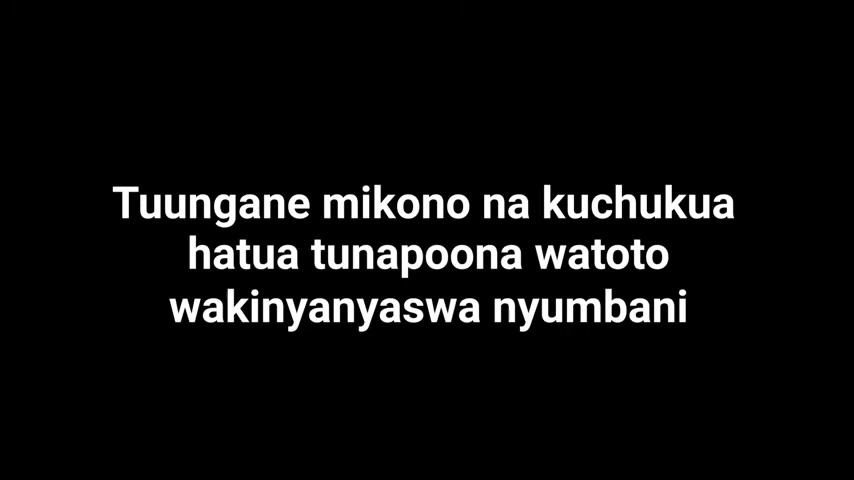 Tuungane mikono na kuchukua
hatua tunapoona watoto
wakinyanyaswa nyumbani